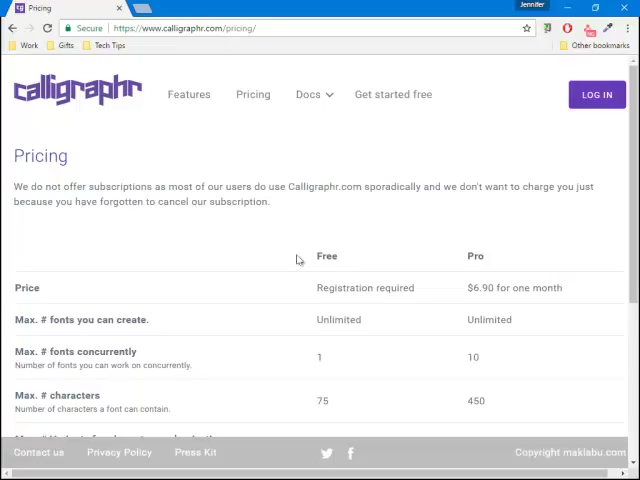 Pricing
Jennifer
Secure https://www.calligraphr.com/pricing/
Work Gifts Tech Tips Other bookmarks
calligraphr Features Pricing Docs Get started free LOG IN
Pricing
We do not offer subscriptions as most of our users do use Calligraphr.com sporadically and we don't want to charge you just
because you have forgotten to cancel our subscription.
Free Pro
Price Registration required $6.90 for one month
Max. # fonts you can create. Unlimited Unlimited
Max. # fonts concurrently
Number of fonts you can work on concurrently. 1 10
Max. # characters
Number of characters a font can contain. 75 450
Contact us Privacy Policy Press Kit Copyright maklabu.com